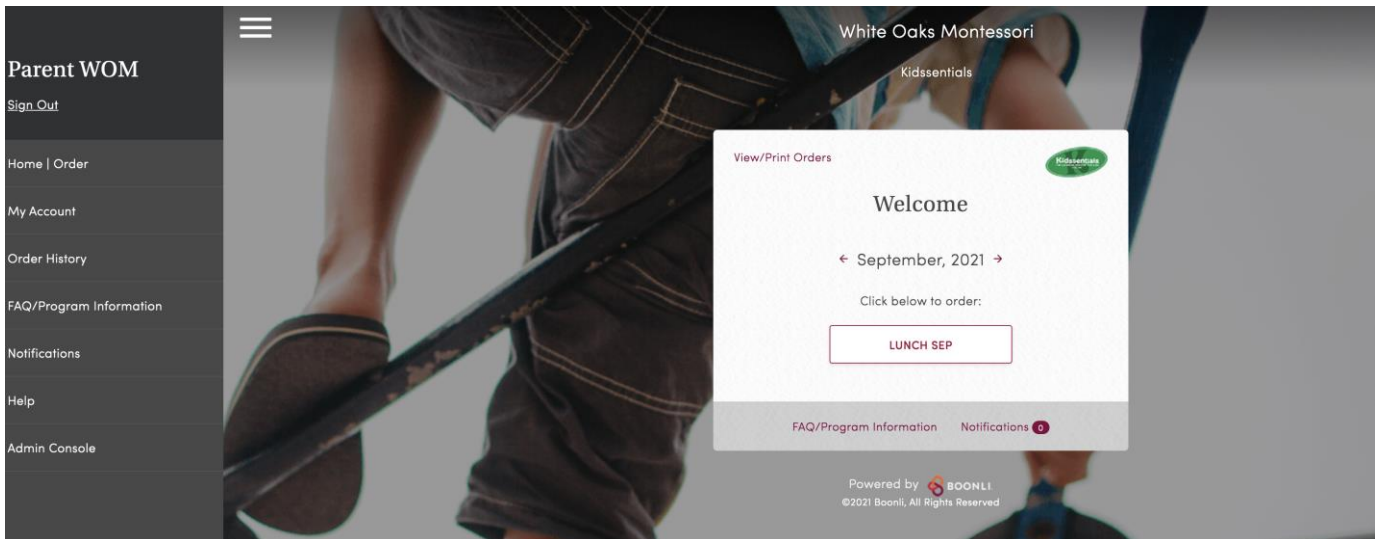 Parent WOM
Sign Out
Home | Order
My Account
Order History
FAQ/Program Information
Notifications
Help
Admin Console
White Oaks Montessori
Kidssentials
View/Print Orders
Kidssentials
Welcome
← September, 2021 →
Click below to order:
LUNCH SEP
FAQ/Program Information Notifications 0
Powered by BOONLI
©2021 Boonli, All Rights Reserved